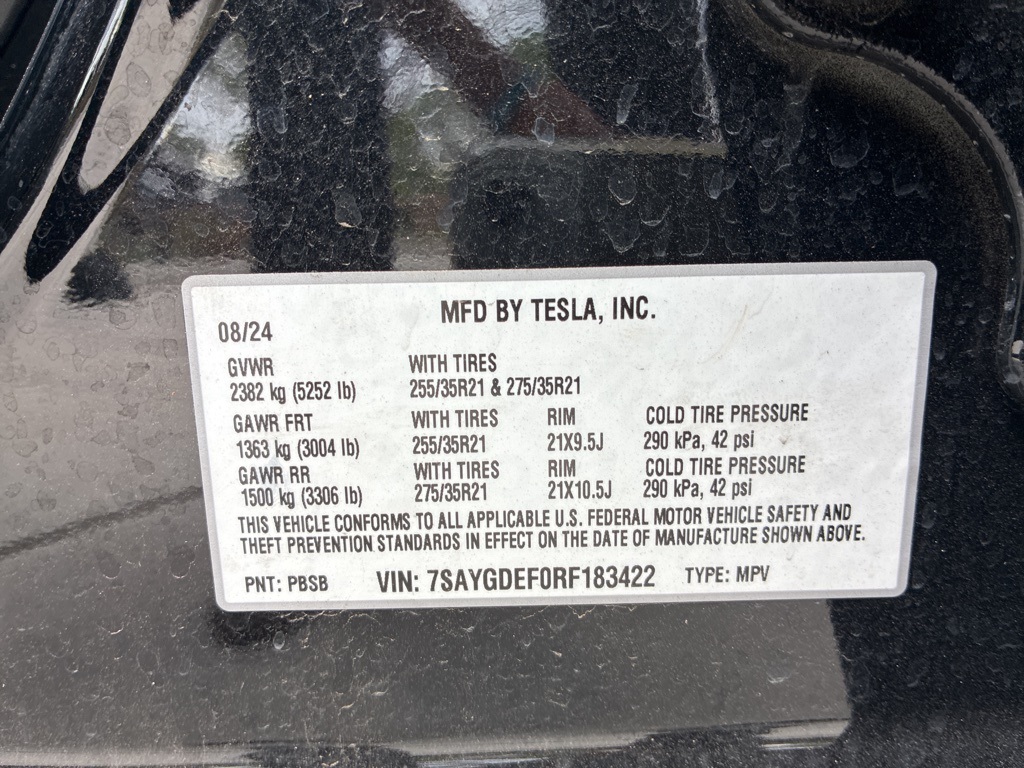 MFD BY TESLA, INC.
08/24
GVWR WITH TIRES
2382 kg (5252 lb) 255/35R21 & 275/35R21
GAWR FRT WITH TIRES RIM COLD TIRE PRESSURE
1363 kg (3004 lb) 255/35R21 21X9.5J 290 kPa, 42 psi
GAWR RR WITH TIRES RIM COLD TIRE PRESSURE
1500 kg (3306 lb) 275/35R21 21X10.5J 290 kPa, 42 psi
THIS VEHICLE CONFORMS TO ALL APPLICABLE U.S. FEDERAL MOTOR VEHICLE SAFETY AND
THEFT PREVENTION STANDARDS IN EFFECT ON THE DATE OF MANUFACTURE SHOWN ABOVE.
PNT: PBSB VIN: 7SAYGDEF0RF183422 TYPE: MPV